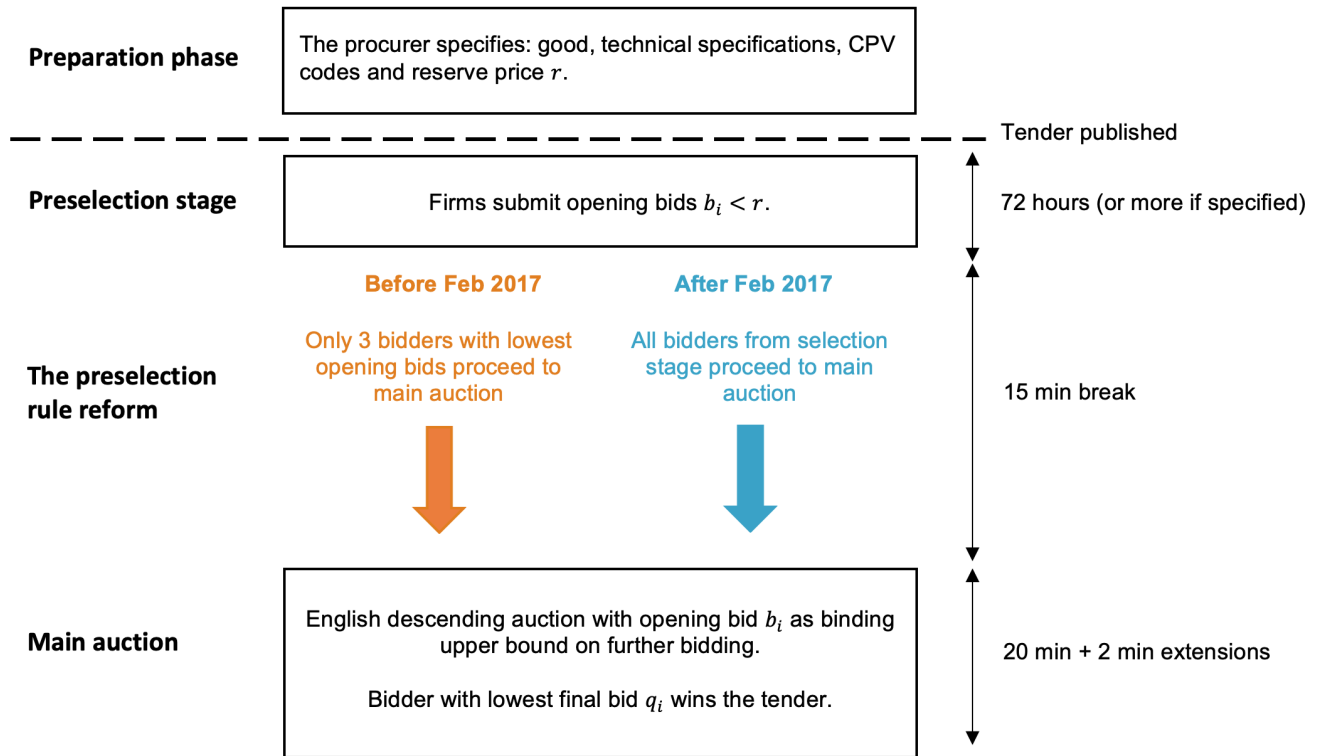 Preparation phase
The procurer specifies: good, technical specifications, CPV
codes and reserve price r.
Tender published
Preselection stage
Firms submit opening bids bᵢ < r.
72 hours (or more if specified)
Before Feb 2017
After Feb 2017
Only 3 bidders with lowest
opening bids proceed to
main auction
All bidders from selection
stage proceed to main
auction
The preselection
rule reform
15 min break
Main auction
English descending auction with opening bid bᵢ as binding
upper bound on further bidding.
Bidder with lowest final bid qᵢ wins the tender.
20 min + 2 min extensions